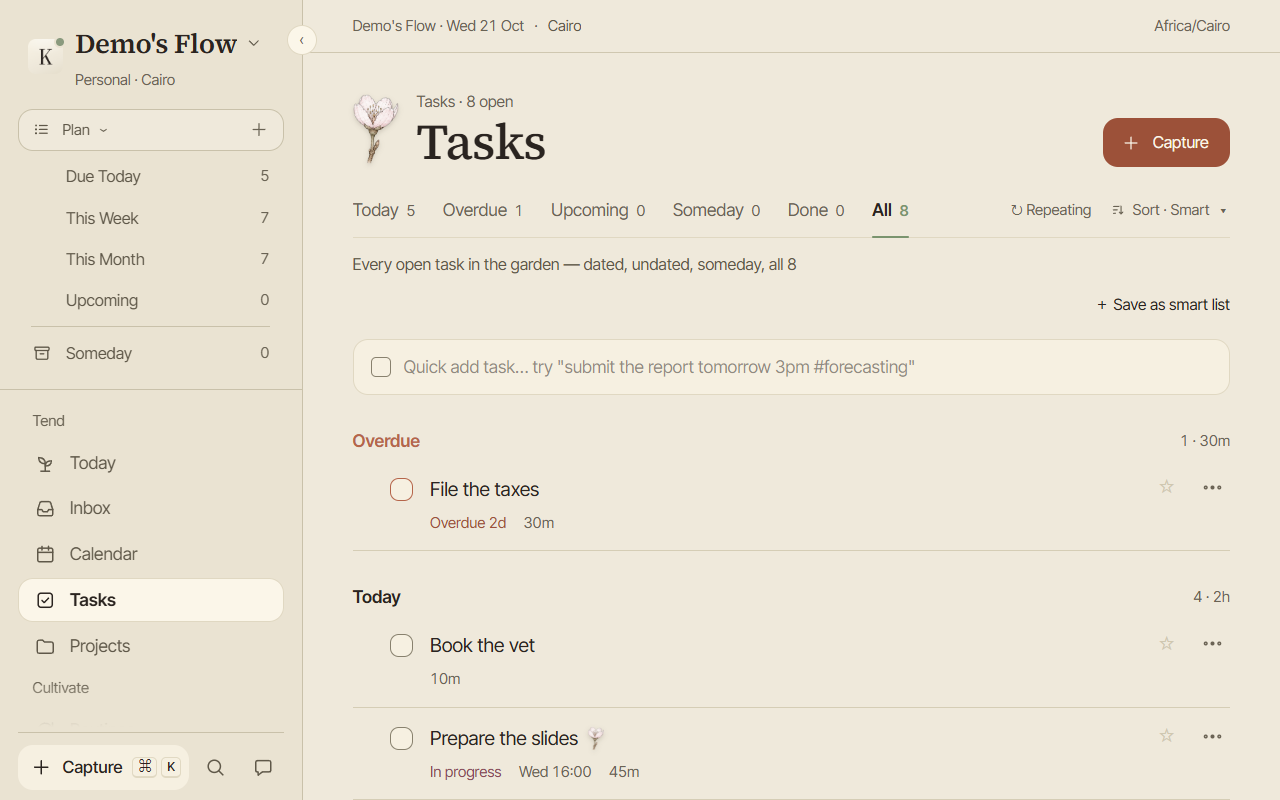 K
Demo's Flow
Personal · Cairo
Plan
Due Today 5
This Week 7
This Month 7
Upcoming 0
Someday 0
Tend
Today
Inbox
Calendar
Tasks
Projects
Cultivate
+ Capture ⌘ K
Demo's Flow · Wed 21 Oct · Cairo
Africa/Cairo
Tasks · 8 open
Tasks
+ Capture
Today 5 Overdue 1 Upcoming 0 Someday 0 Done 0 All 8
↻ Repeating Sort · Smart ▾
Every open task in the garden — dated, undated, someday, all 8
+ Save as smart list
Quick add task... try "submit the report tomorrow 3pm #forecasting"
Overdue 1 · 30m
File the taxes
Overdue 2d 30m
Today 4 · 2h
Book the vet
10m
Prepare the slides
In progress Wed 16:00 45m